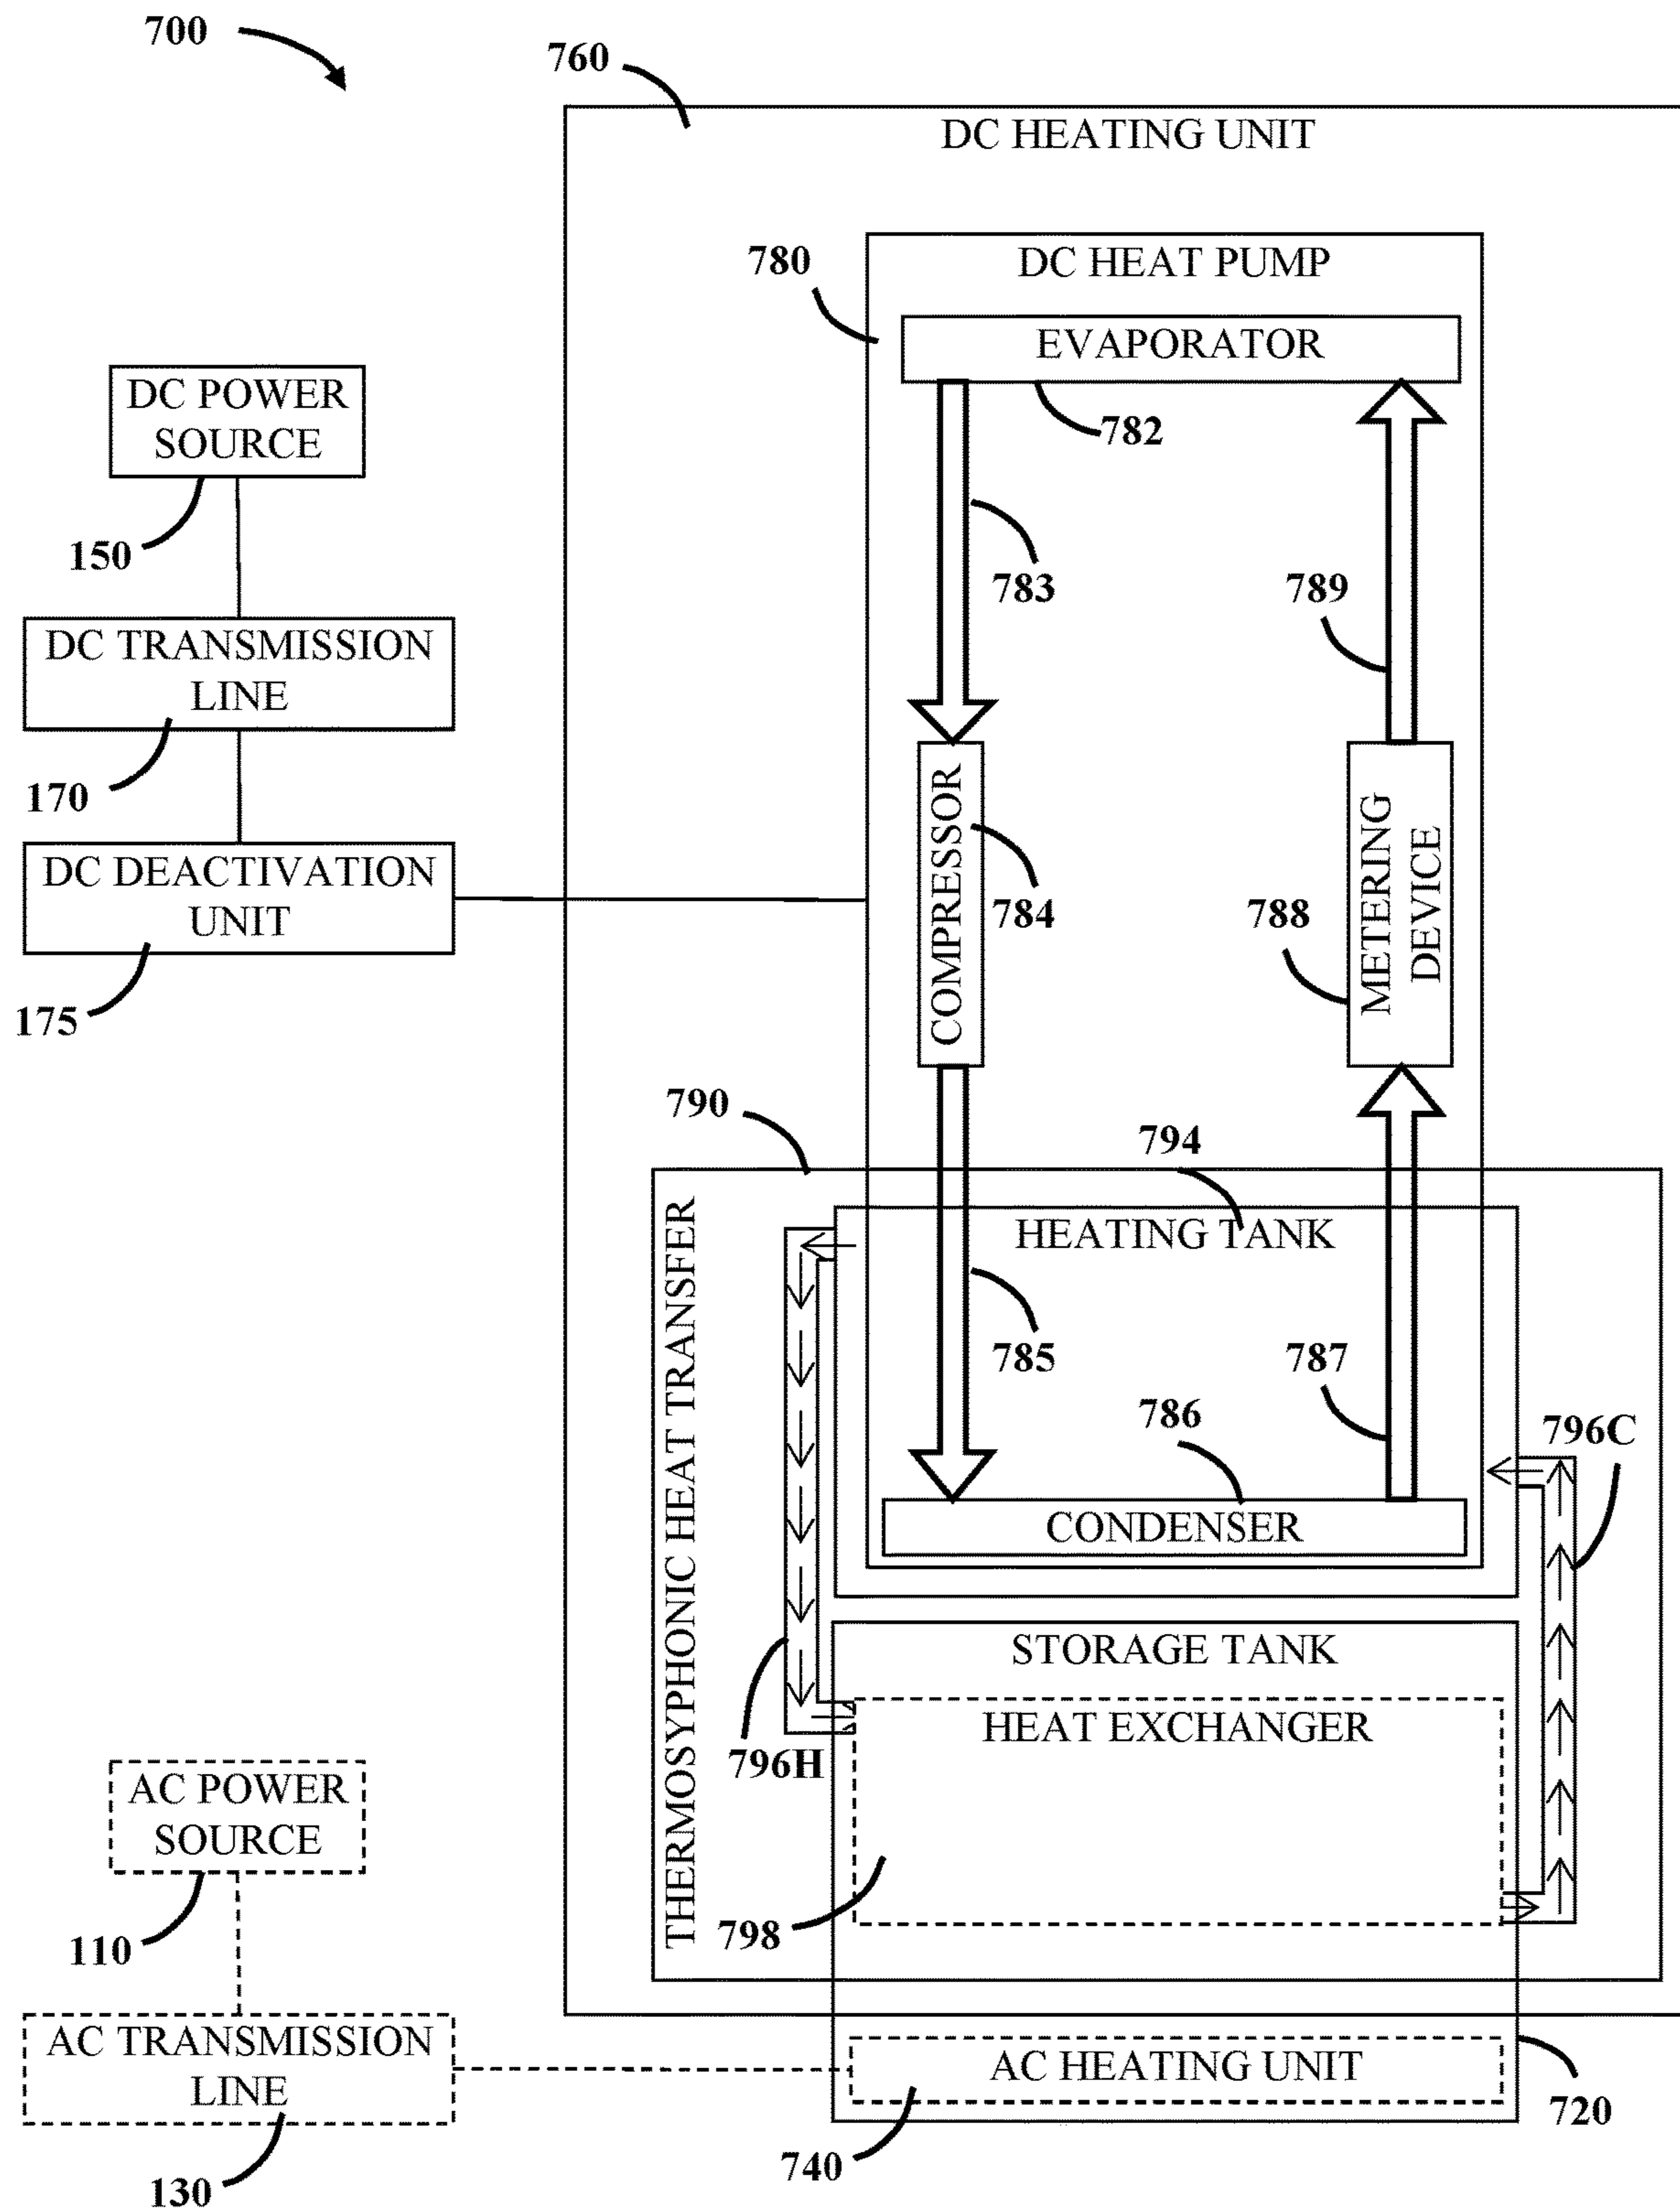 700
760
DC HEATING UNIT
780
DC HEAT PUMP
EVAPORATOR
782
DC POWER
SOURCE
150
783
789
DC TRANSMISSION
LINE
170
COMPRESSOR
784
788
METERING
DEVICE
DC DEACTIVATION
UNIT
175
790
794
THERMOSYPHONIC HEAT TRANSFER
HEATING TANK
785
787
786
796C
CONDENSER
STORAGE TANK
HEAT EXCHANGER
796H
798
AC POWER
SOURCE
110
AC TRANSMISSION
LINE
130
AC HEATING UNIT
740
720